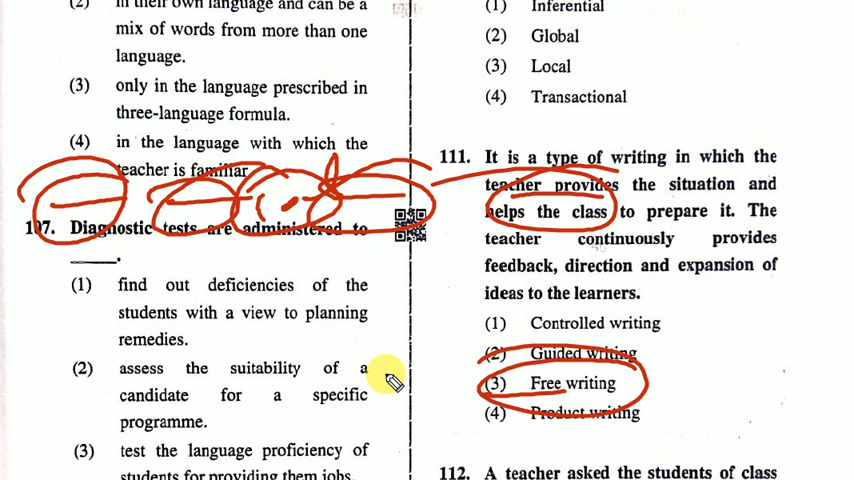 (2) in their own language and can be a
mix of words from more than one
language.
(3) only in the language prescribed in
three-language formula.
(4) in the language with which the
teacher is familiar
107. Diagnostic tests are administered to
______.
(1) find out deficiencies of the
students with a view to planning
remedies.
(2) assess the suitability of a
candidate for a specific
programme.
(3) test the language proficiency of
students for providing them jobs.
(1) Inferential
(2) Global
(3) Local
(4) Transactional
111. It is a type of writing in which the
teacher provides the situation and
helps the class to prepare it. The
teacher continuously provides
feedback, direction and expansion of
ideas to the learners.
(1) Controlled writing
(2) Guided writing
(3) Free writing
(4) Product writing
112. A teacher asked the students of class